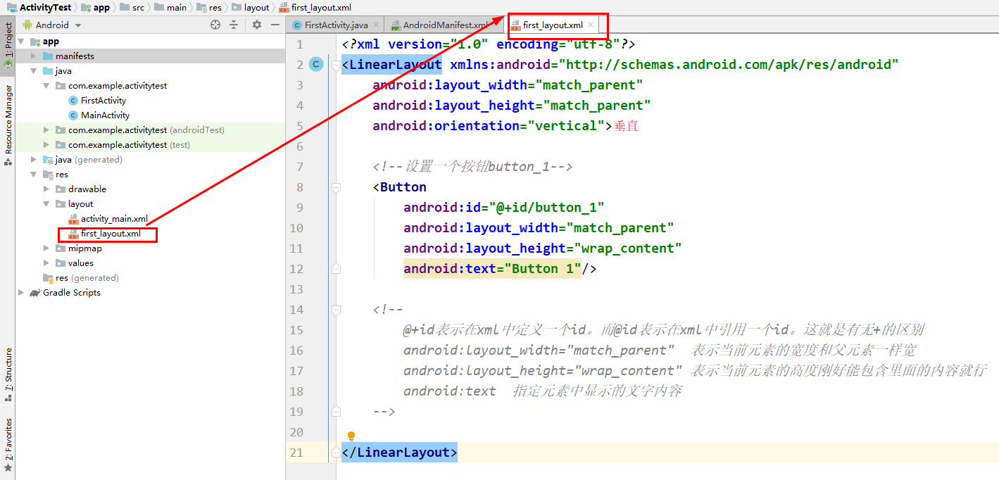 ActivityTest app src main res layout first_layout.xml
Android
FirstActivity.java AndroidManifest.xml first_layout.xml
1: Project
Resource Manager
7: Structure
2: Favorites
app
manifests
java
com.example.activitytest
FirstActivity
MainActivity
com.example.activitytest (androidTest)
com.example.activitytest (test)
java (generated)
res
drawable
layout
activity_main.xml
first_layout.xml
mipmap
values
res (generated)
Gradle Scripts
1 <?xml version="1.0" encoding="utf-8"?>
2 C <LinearLayout xmlns:android="http://schemas.android.com/apk/res/android"
3 android:layout_width="match_parent"
4 android:layout_height="match_parent"
5 android:orientation="vertical">垂直
6
7 <!--设置一个按钮button_1-->
8 <Button
9 android:id="@+id/button_1"
10 android:layout_width="match_parent"
11 android:layout_height="wrap_content"
12 android:text="Button 1"/>
13
14 <!--
15 @+id表示在xml中定义一个id。而@id表示在xml中引用一个id。这就是有无+的区别
16 android:layout_width="match_parent" 表示当前元素的宽度和父元素一样宽
17 android:layout_height="wrap_content" 表示当前元素的高度刚好能包含里面的内容就行
18 android:text 指定元素中显示的文字内容
19 -->
20
21 </LinearLayout>